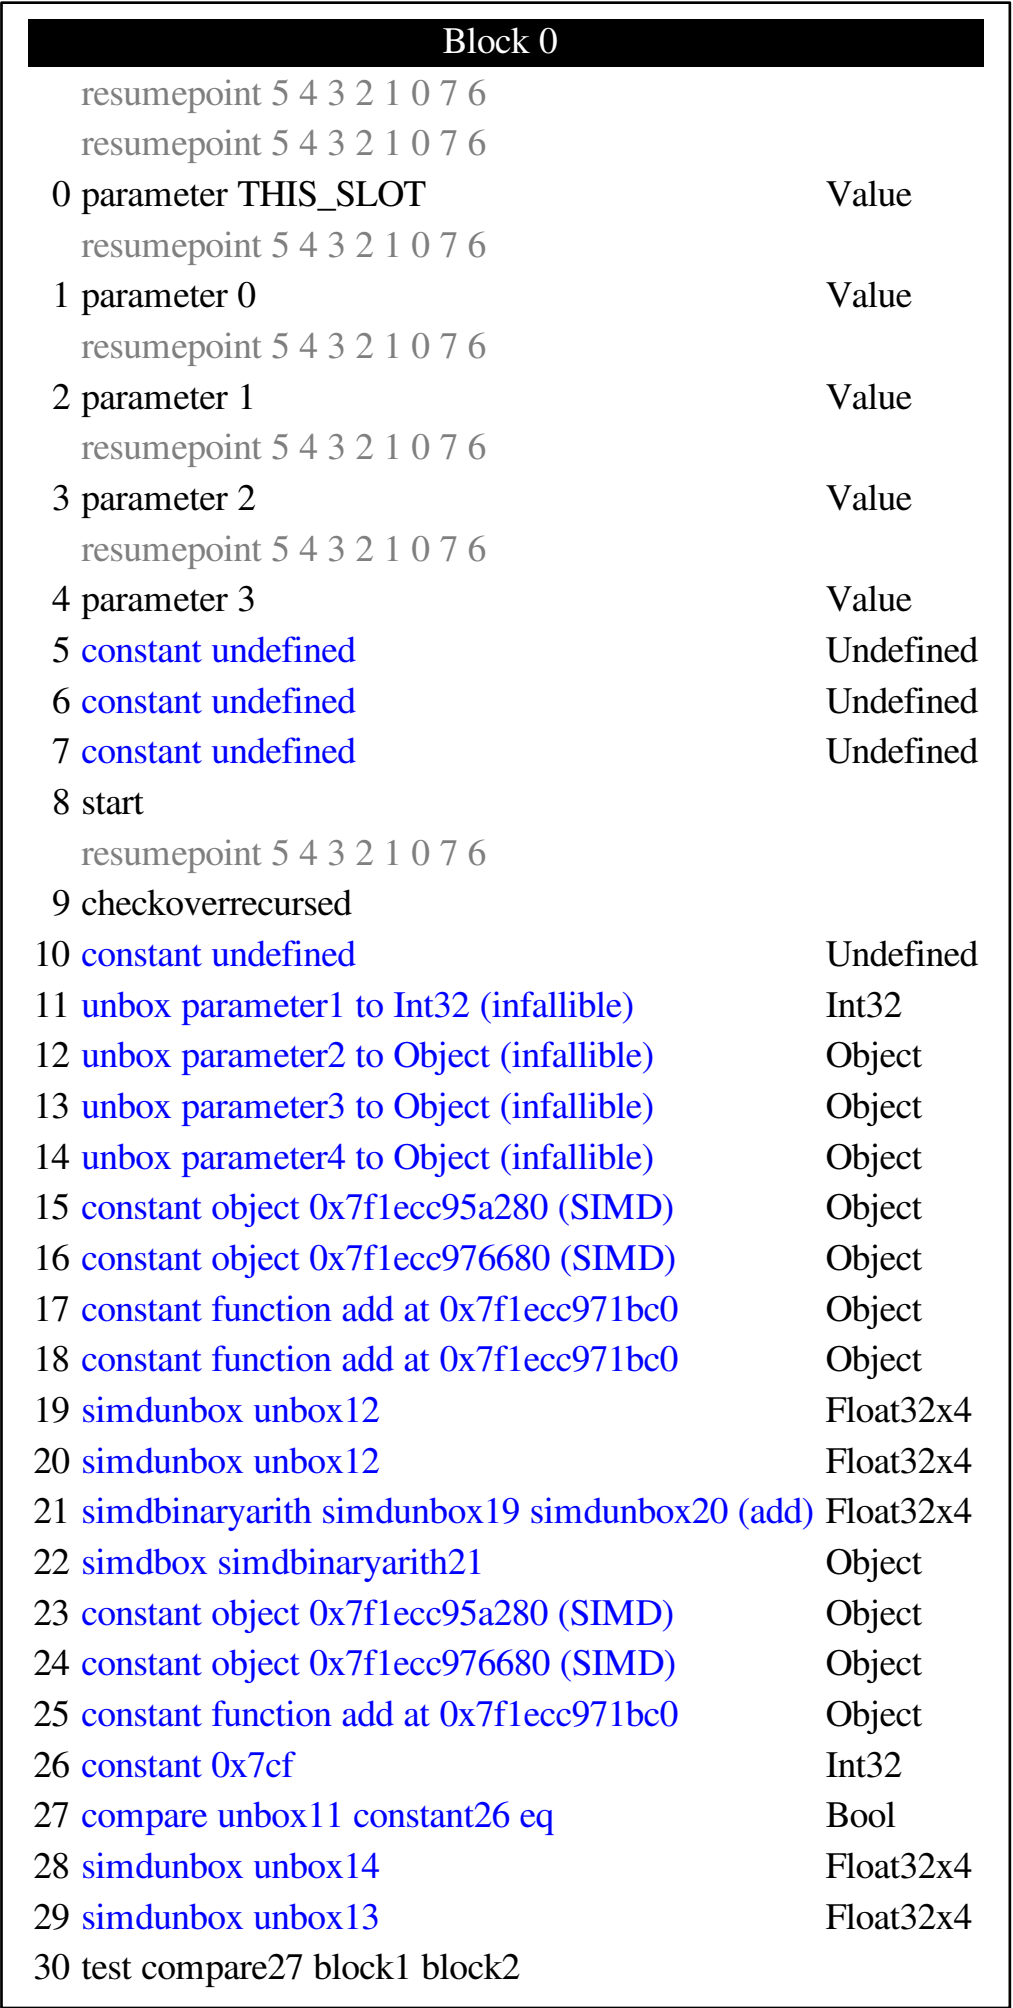 Block 0
resumepoint 5 4 3 2 1 0 7 6
resumepoint 5 4 3 2 1 0 7 6
0 parameter THIS_SLOT Value
resumepoint 5 4 3 2 1 0 7 6
1 parameter 0 Value
resumepoint 5 4 3 2 1 0 7 6
2 parameter 1 Value
resumepoint 5 4 3 2 1 0 7 6
3 parameter 2 Value
resumepoint 5 4 3 2 1 0 7 6
4 parameter 3 Value
5 constant undefined Undefined
6 constant undefined Undefined
7 constant undefined Undefined
8 start
resumepoint 5 4 3 2 1 0 7 6
9 checkoverrecursed
10 constant undefined Undefined
11 unbox parameter1 to Int32 (infallible) Int32
12 unbox parameter2 to Object (infallible) Object
13 unbox parameter3 to Object (infallible) Object
14 unbox parameter4 to Object (infallible) Object
15 constant object 0x7f1ecc95a280 (SIMD) Object
16 constant object 0x7f1ecc976680 (SIMD) Object
17 constant function add at 0x7f1ecc971bc0 Object
18 constant function add at 0x7f1ecc971bc0 Object
19 simdunbox unbox12 Float32x4
20 simdunbox unbox12 Float32x4
21 simdbinaryarith simdunbox19 simdunbox20 (add) Float32x4
22 simdbox simdbinaryarith21 Object
23 constant object 0x7f1ecc95a280 (SIMD) Object
24 constant object 0x7f1ecc976680 (SIMD) Object
25 constant function add at 0x7f1ecc971bc0 Object
26 constant 0x7cf Int32
27 compare unbox11 constant26 eq Bool
28 simdunbox unbox14 Float32x4
29 simdunbox unbox13 Float32x4
30 test compare27 block1 block2